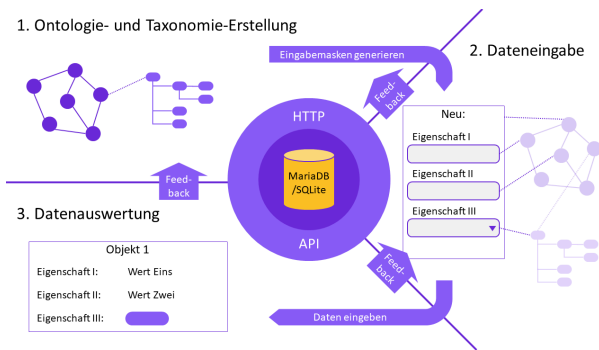 1. Ontologie- und Taxonomie-Erstellung
Eingabemasken generieren
2. Dateneingabe
Feed-
back
HTTP
MariaDB
/SQLite
API
Neu:
Eigenschaft I
Eigenschaft II
Eigenschaft III
Feed-
back
3. Datenauswertung
Objekt 1
Eigenschaft I: Wert Eins
Eigenschaft II: Wert Zwei
Eigenschaft III:
Feed-
back
Daten eingeben